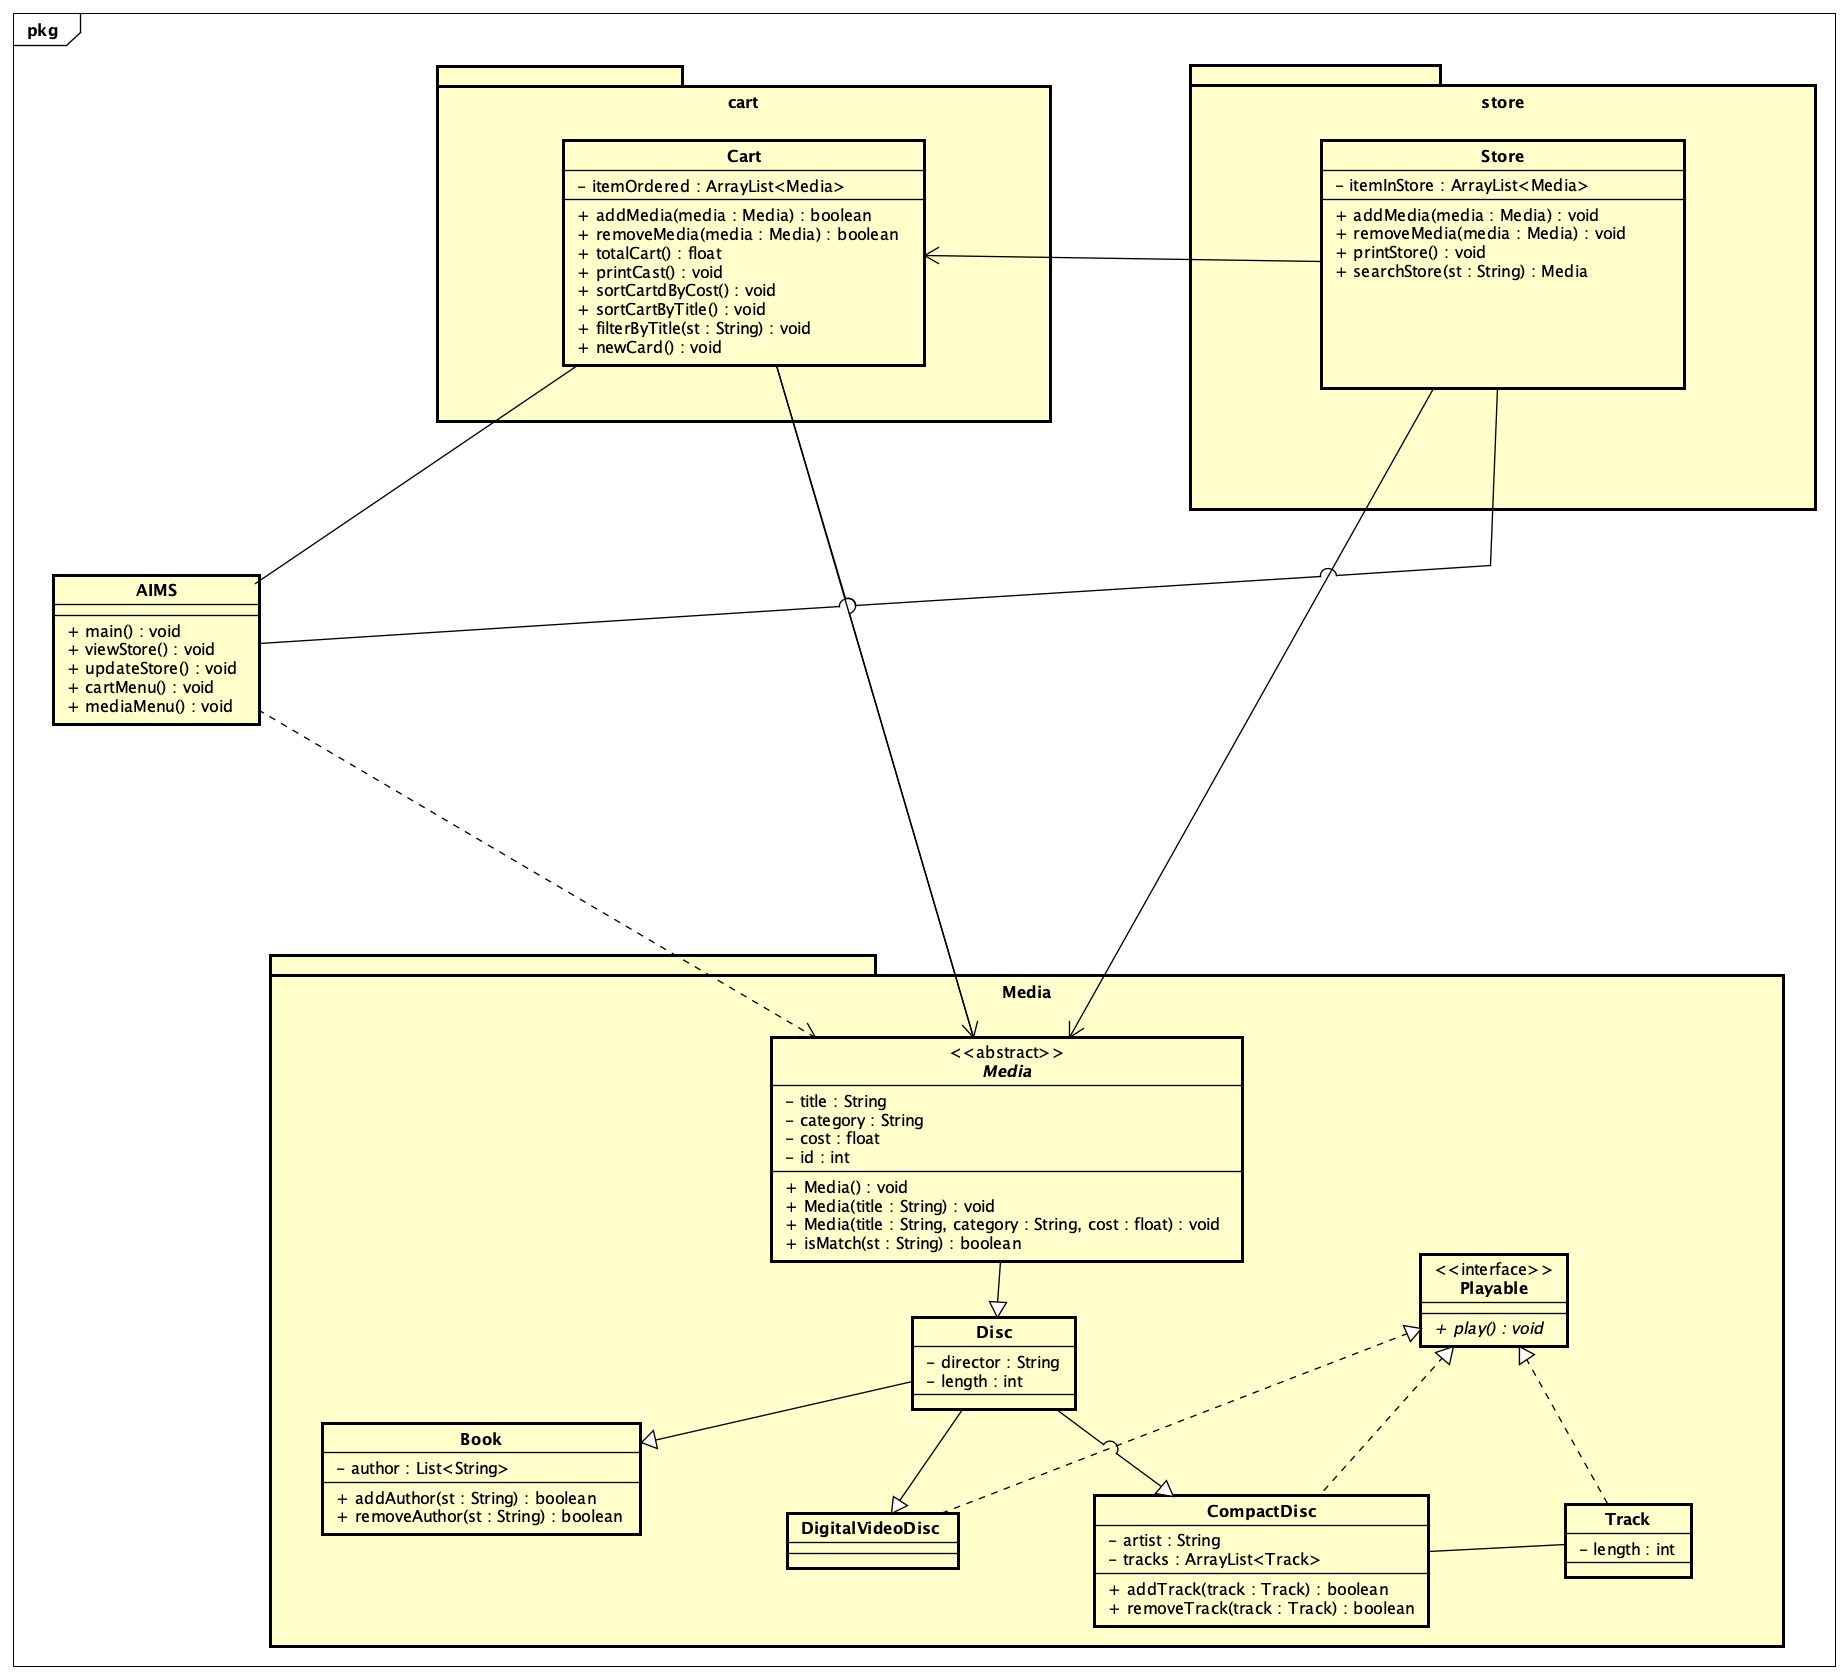 pkg
cart
Cart
- itemOrdered : ArrayList<Media>
+ addMedia(media : Media) : boolean
+ removeMedia(media : Media) : boolean
+ totalCart() : float
+ printCast() : void
+ sortCartdByCost() : void
+ sortCartByTitle() : void
+ filterByTitle(st : String) : void
+ newCard() : void
store
Store
- itemInStore : ArrayList<Media>
+ addMedia(media : Media) : void
+ removeMedia(media : Media) : void
+ printStore() : void
+ searchStore(st : String) : Media
AIMS
+ main() : void
+ viewStore() : void
+ updateStore() : void
+ cartMenu() : void
+ mediaMenu() : void
Media
<<abstract>>
Media
- title : String
- category : String
- cost : float
- id : int
+ Media() : void
+ Media(title : String) : void
+ Media(title : String, category : String, cost : float) : void
+ isMatch(st : String) : boolean
<<interface>>
Playable
+ play() : void
Disc
- director : String
- length : int
Book
- author : List<String>
+ addAuthor(st : String) : boolean
+ removeAuthor(st : String) : boolean
DigitalVideoDisc
CompactDisc
- artist : String
- tracks : ArrayList<Track>
+ addTrack(track : Track) : boolean
+ removeTrack(track : Track) : boolean
Track
- length : int